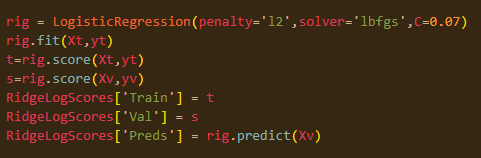 rig = LogisticRegression(penalty='l2',solver='lbfgs',C=0.07)
rig.fit(Xt,yt)
t=rig.score(Xt,yt)
s=rig.score(Xv,yv)
RidgeLogScores['Train'] = t
RidgeLogScores['Val'] = s
RidgeLogScores['Preds'] = rig.predict(Xv)